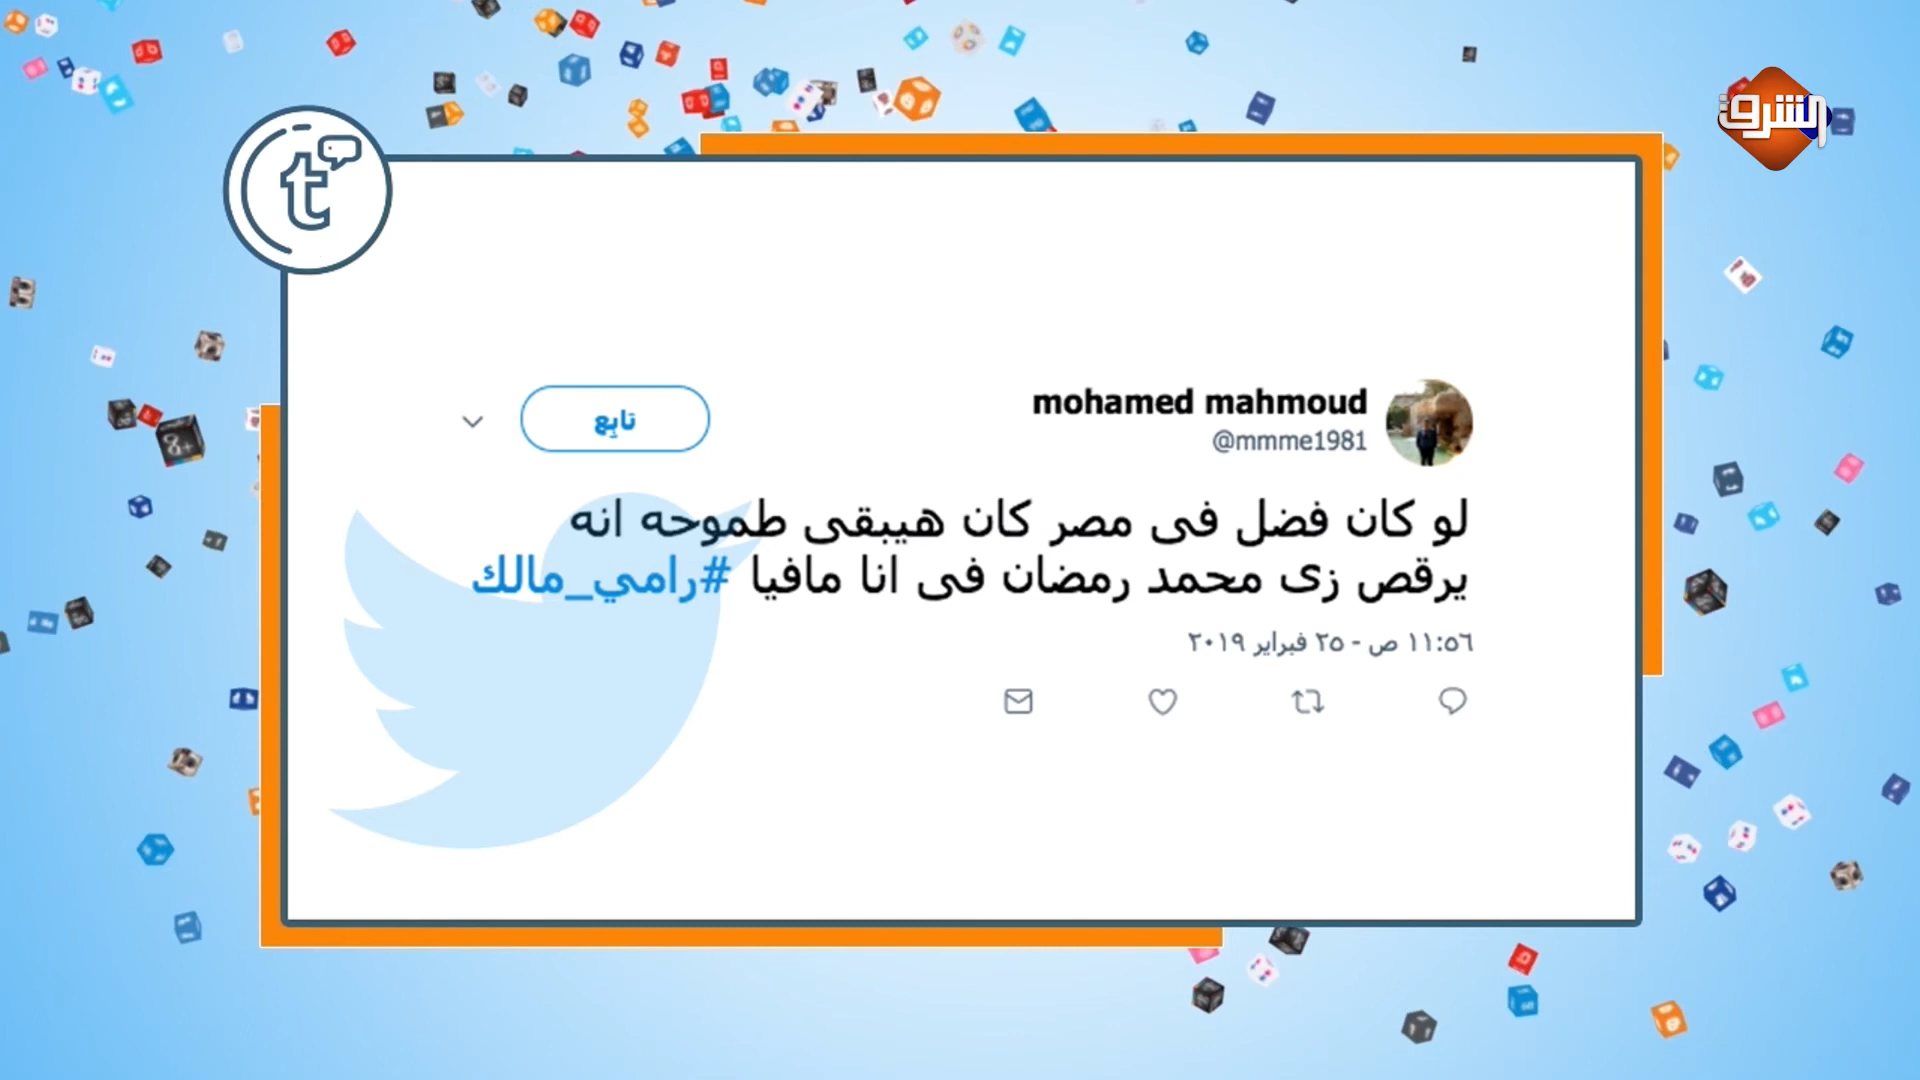 الشرق
mohamed mahmoud
@mmme1981
تابِع
لو كان فضل فى مصر كان هيبقى طموحه انه
يرقص زى محمد رمضان فى انا مافيا #رامي_مالك
١١:٥٦ ص - ٢٥ فبراير ٢٠١٩